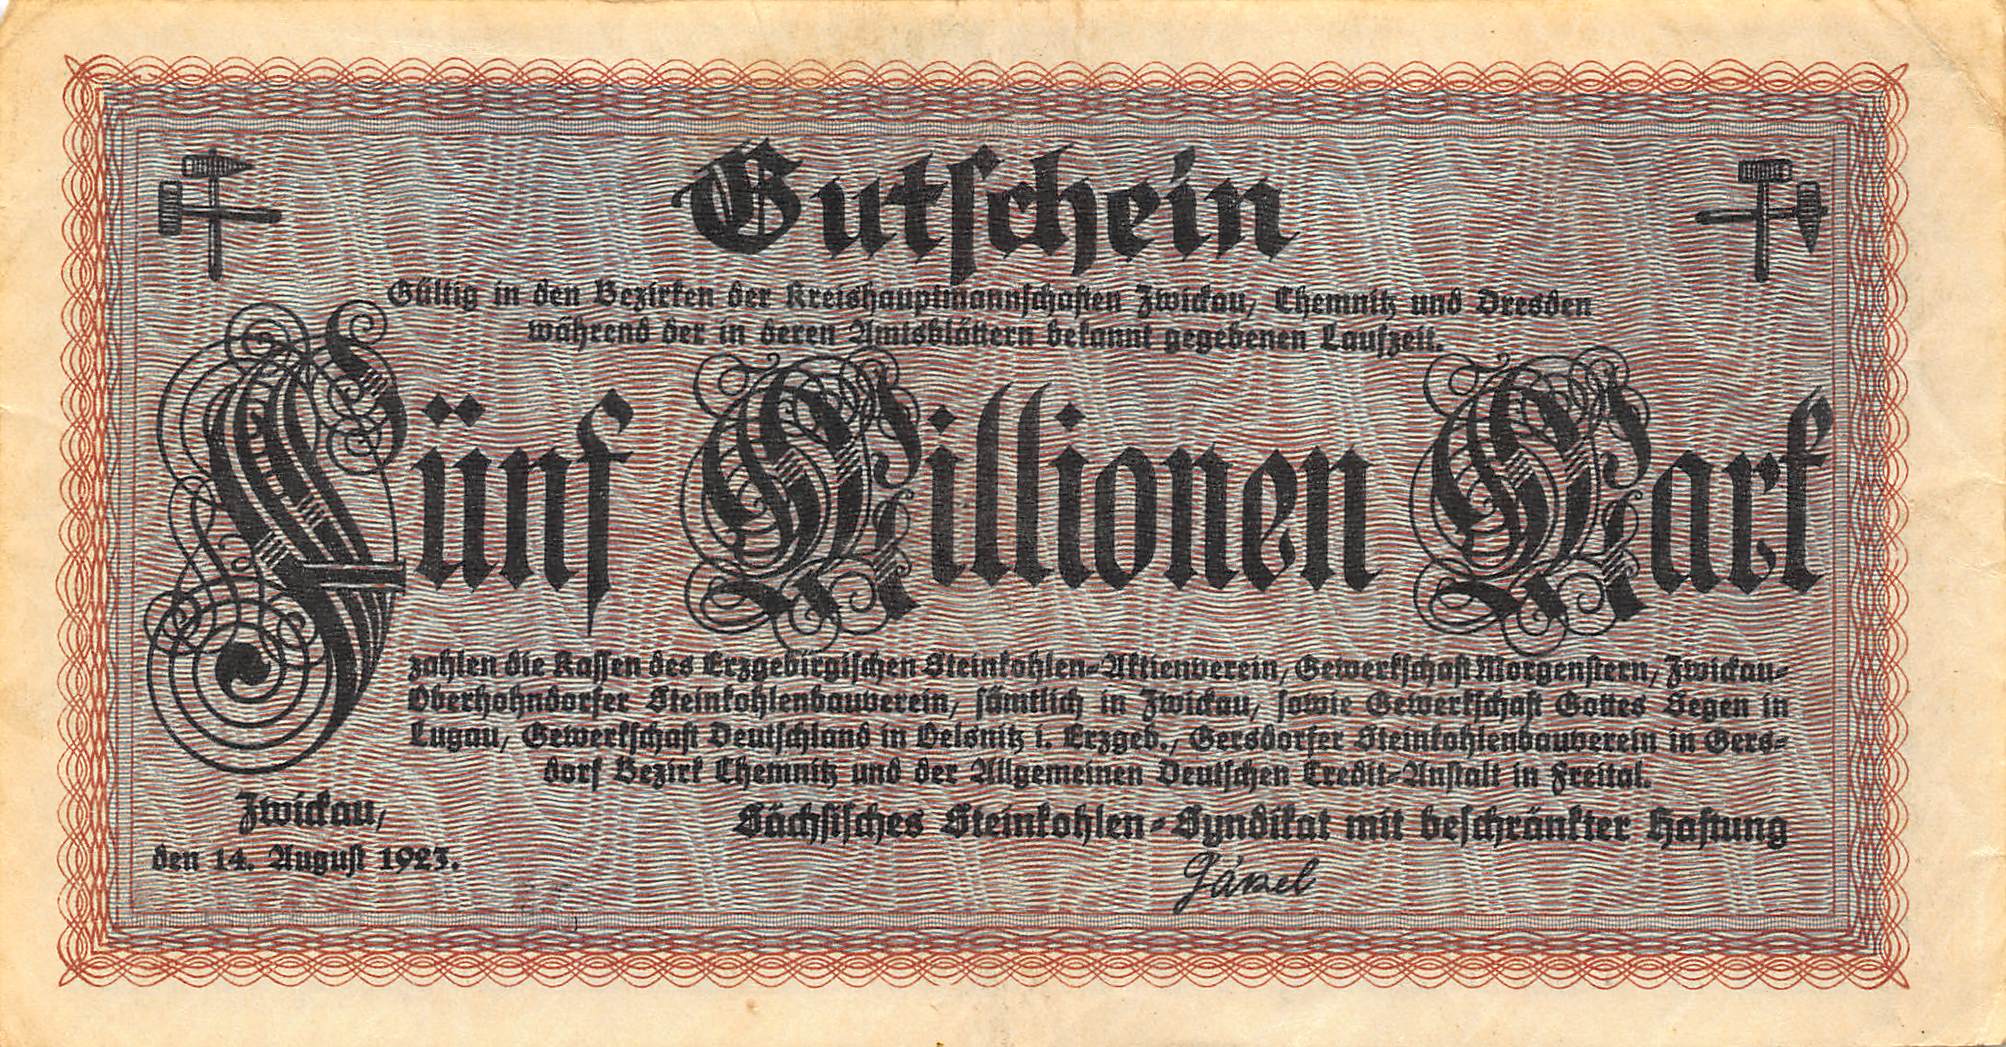 Gutschein
Gültig in den Bezirken der Kreishauptmannschaften Zwickau, Chemnitz und Dresden
während der in deren Amtsblättern bekannt gegebenen Laufzeit.
Fünf Millionen Mark
zahlen die Kassen des Erzgebirgischen Steinkohlen-Aktienverein, Gewerkschaft Morgenstern, Zwickau-
Oberhohndorfer Steinkohlenbauverein, sämtlich in Zwickau, sowie Gewerkschaft Gottes Segen in
Lugau, Gewerkschaft Deutschland in Oelsnitz i. Erzgeb., Gersdorfer Steinkohlenbauverein in Gers-
dorf Bezirk Chemnitz und der Allgemeinen Deutschen Credit-Anstalt in Freital.
Zwickau,
den 14. August 1923.
Sächsisches Steinkohlen-Syndikat mit beschränkter Haftung